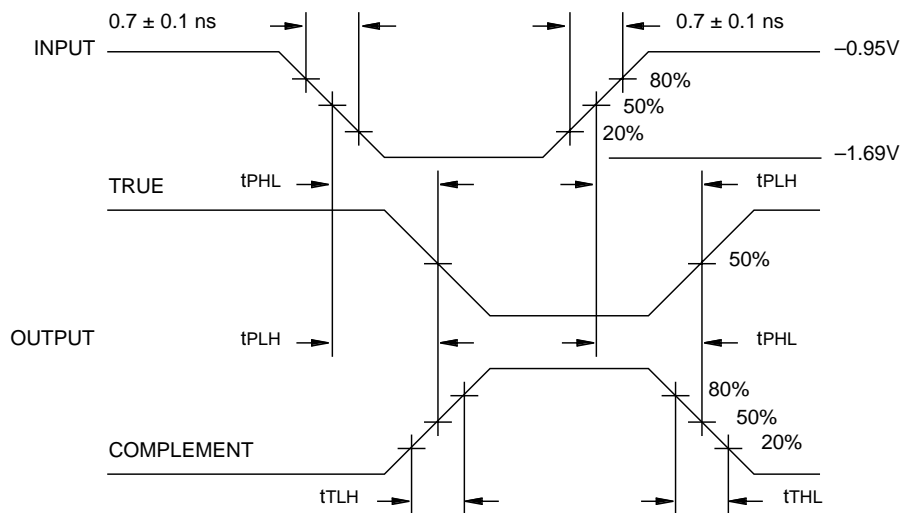 0.7 ± 0.1 ns 0.7 ± 0.1 ns
INPUT –0.95V
80%
50%
20%
–1.69V
tPHL tPLH
TRUE
50%
OUTPUT
tPLH tPHL
80%
50%
COMPLEMENT 20%
tTLH tTHL